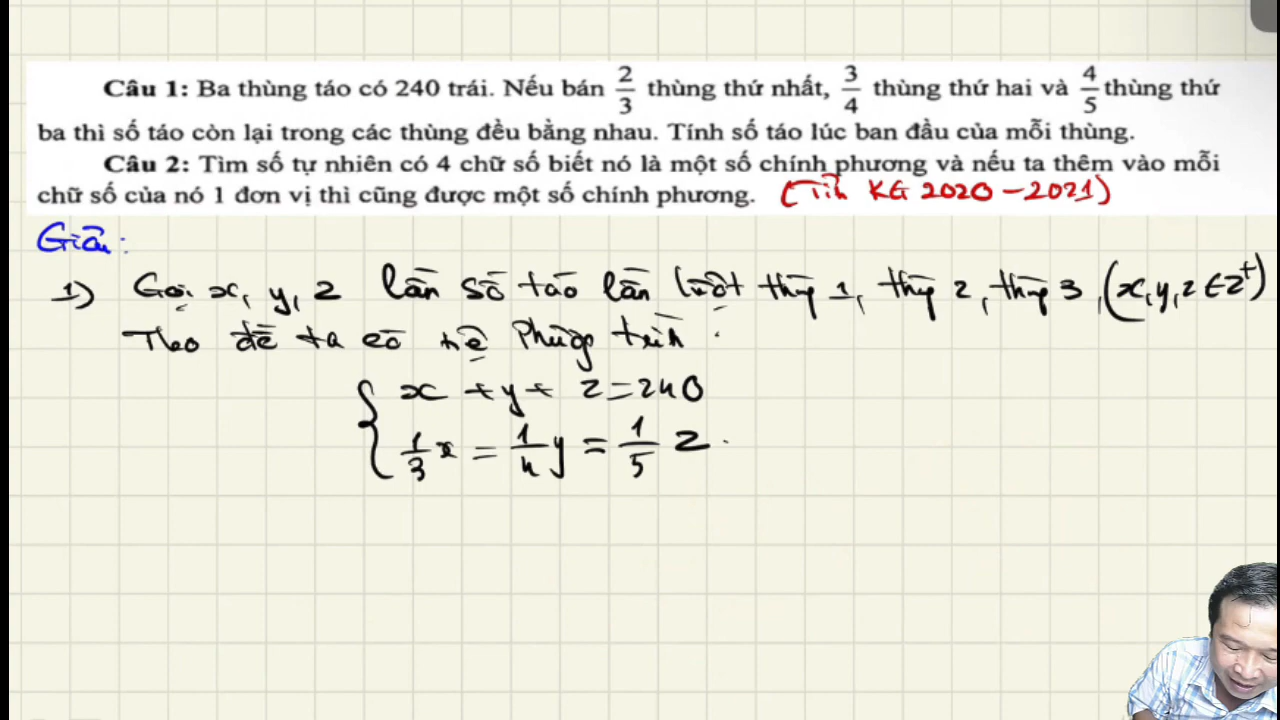 Câu 1: Ba thùng táo có 240 trái. Nếu bán 2/3 thùng thứ nhất, 3/4 thùng thứ hai và 4/5 thùng thứ
ba thì số táo còn lại trong các thùng đều bằng nhau. Tính số táo lúc ban đầu của mỗi thùng.
Câu 2: Tìm số tự nhiên có 4 chữ số biết nó là một số chính phương và nếu ta thêm vào mỗi
chữ số của nó 1 đơn vị thì cũng được một số chính phương. (Tỉnh KG 2020 - 2021)
Giải:
1) Gọi x, y, z lần số táo lần lượt thùng 1, thùng 2, thùng 3, (x, y, z ∈ Z⁺)
Theo đề ta có hệ phương trình :
x + y + z = 240
1/3 x = 1/4 y = 1/5 z